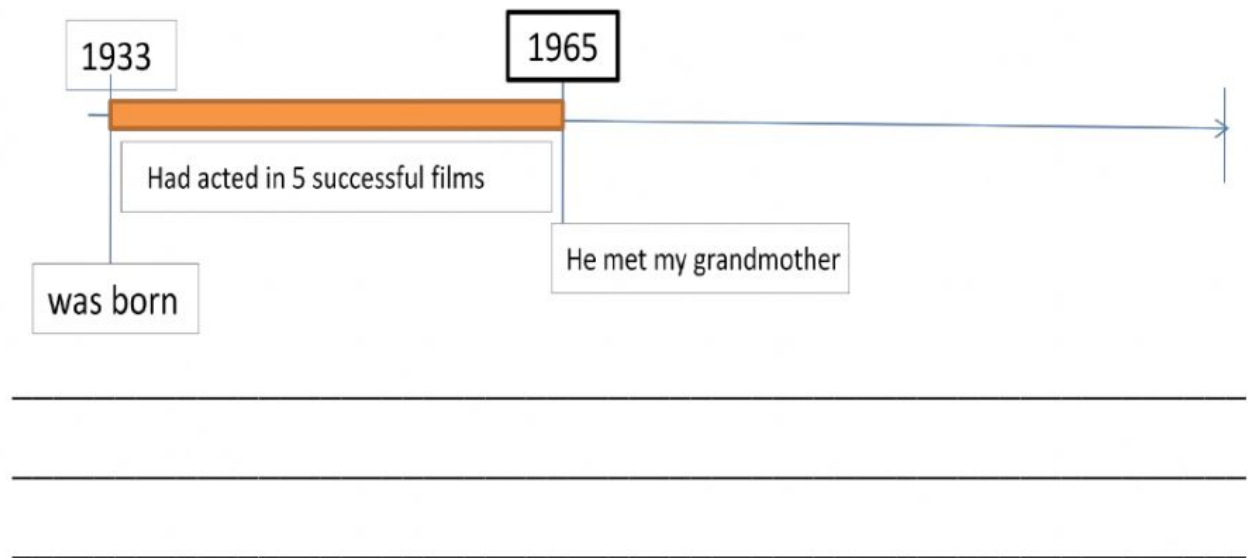 1933
1965
Had acted in 5 successful films
He met my grandmother
was born